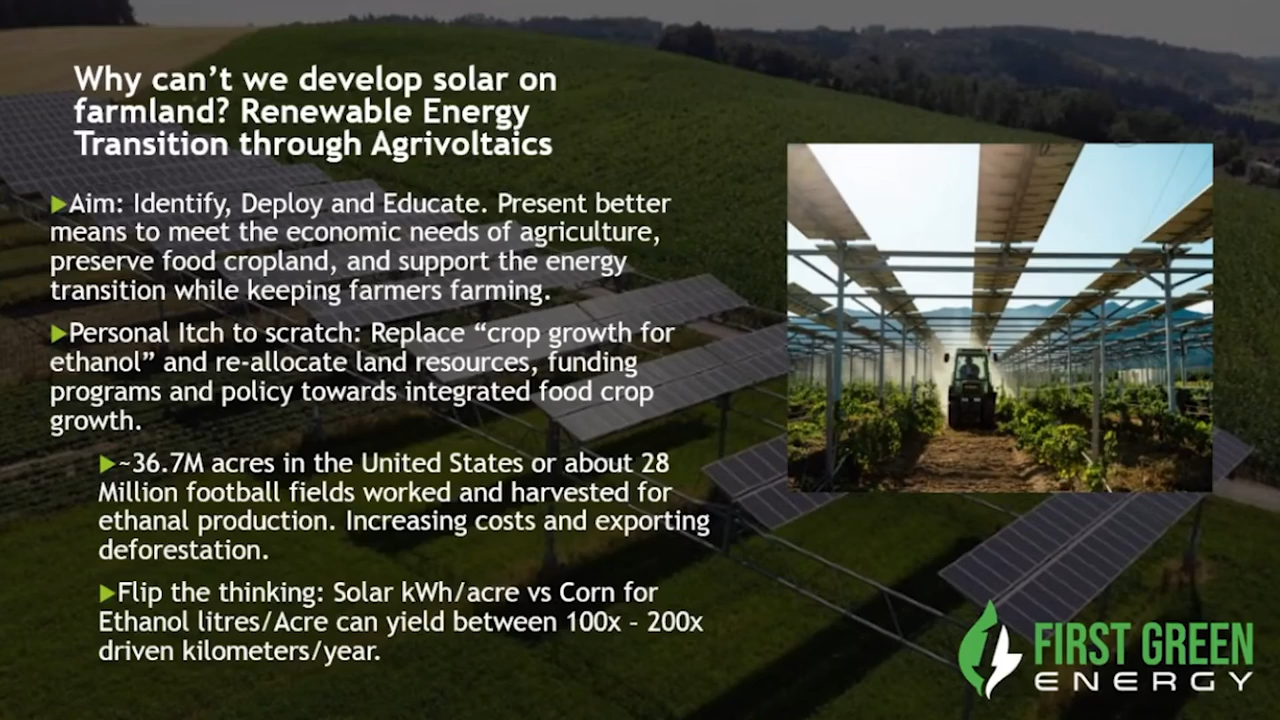 Why can’t we develop solar on
farmland? Renewable Energy
Transition through Agrivoltaics
Aim: Identify, Deploy and Educate. Present better
means to meet the economic needs of agriculture,
preserve food cropland, and support the energy
transition while keeping farmers farming.
Personal Itch to scratch: Replace “crop growth for
ethanol” and re-allocate land resources, funding
programs and policy towards integrated food crop
growth.
~36.7M acres in the United States or about 28
Million football fields worked and harvested for
ethanal production. Increasing costs and exporting
deforestation.
Flip the thinking: Solar kWh/acre vs Corn for
Ethanol litres/Acre can yield between 100x – 200x
driven kilometers/year.
FIRST GREEN
ENERGY